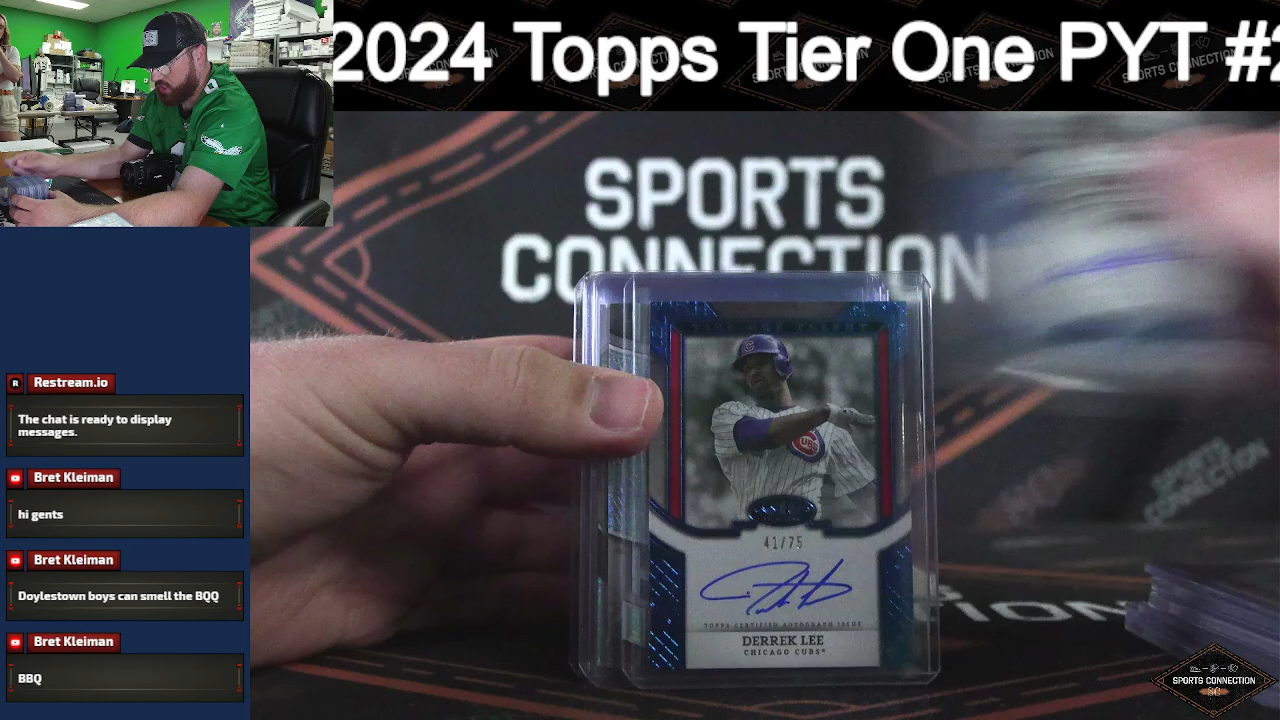 2024 Topps Tier One PYT #2
SPORTS
CONNECTION
41/75
TOPPS CERTIFIED AUTOGRAPH ISSUE
DERREK LEE
CHICAGO CUBS
Restream.io
The chat is ready to display
messages.
Bret Kleiman
hi gents
Bret Kleiman
Doylestown boys can smell the BQQ
Bret Kleiman
BBQ
SPORTS CONNECTION
SC